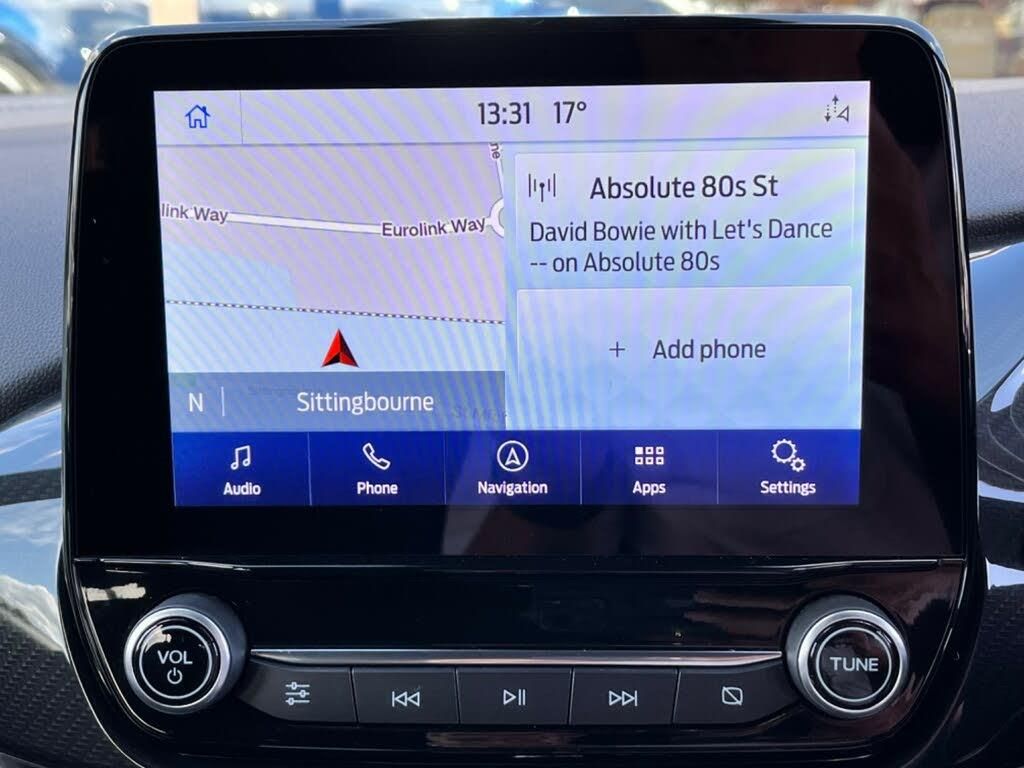 13:31 17°
ne
link Way
Eurolink Way
N Sittingbourne
Absolute 80s St
David Bowie with Let's Dance
-- on Absolute 80s
+ Add phone
Audio
Phone
Navigation
Apps
Settings
VOL
TUNE